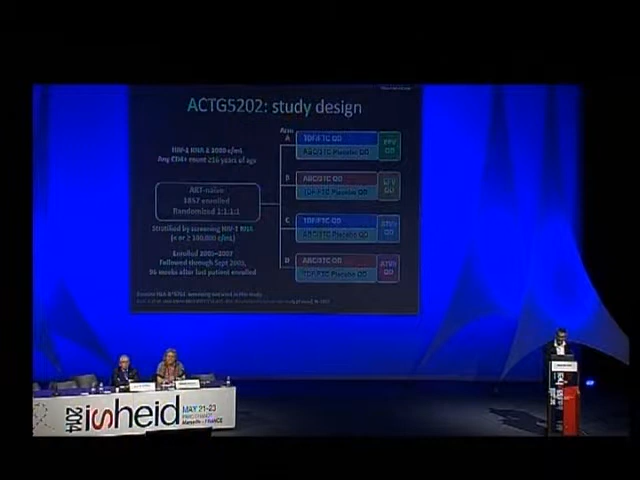 ACTG5202: study design
HIV-1 RNA ≥ 1000 c/mL
Any CD4+ count ≥16 years of age
ART-naive
1857 enrolled
Randomized 1:1:1:1
Stratified by screening HIV-1 RNA
(< or ≥ 100,000 c/mL)
Enrolled 2005–2007
Followed through Sept 2009,
96 weeks after last patient enrolled
Arm
A
TDF/FTC QD
ABC/3TC Placebo QD
EFV
QD
B
ABC/3TC QD
TDF/FTC Placebo QD
EFV
QD
C
TDF/FTC QD
ABC/3TC Placebo QD
ATV/r
QD
D
ABC/3TC QD
TDF/FTC Placebo QD
ATV/r
QD
2014
isheid
MAY 21-23
Marseille - FRANCE